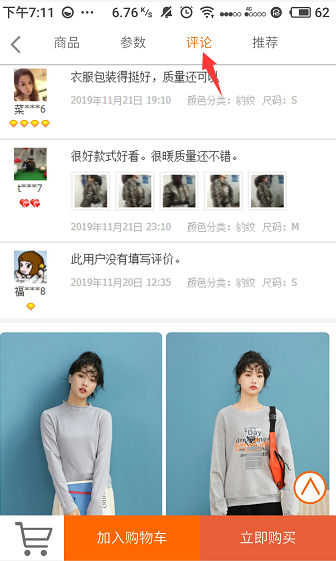 下午7:11 6.76 K/s 4G 62
商品 参数 评论 推荐
衣服包装得挺好，质量还可以
2019年11月21日 19:10 颜色分类：豹纹 尺码：S
菜***6
很好款式好看。很暖质量还不错。
t***7
2019年11月21日 23:10 颜色分类：豹纹 尺码：M
此用户没有填写评价。
2019年11月20日 12:35 颜色分类：豹纹 尺码：S
福***8
"Day
加入购物车 立即购买